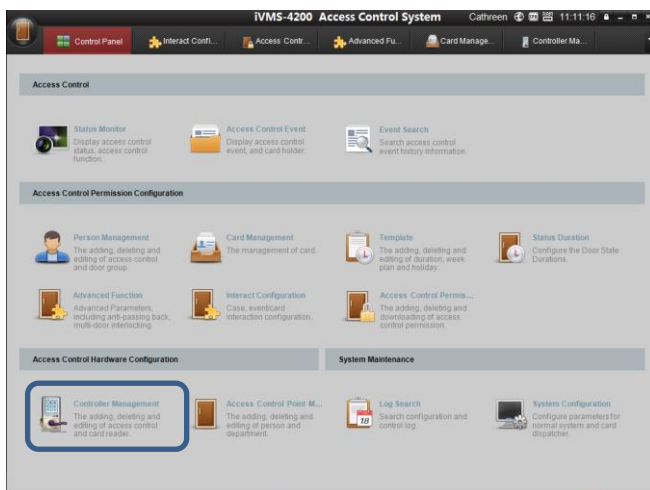 iVMS-4200 Access Control System Cathreen 11:11:16
Control Panel Interact Confi... Access Contr... Advanced Fu... Card Manage... Controller Ma...
Access Control
Status Monitor
Display access control
status, access control
function.
Access Control Event
Display access control
event, and card holder.
Event Search
Search access control
event history information.
Access Control Permission Configuration
Person Management
The adding, deleting and
editing of access control
and door group.
Card Management
The management of card.
Template
The adding, deleting and
editing of duration, week
plan and holiday.
Status Duration
Configure the Door State
Durations.
Advanced Function
Advanced Parameters,
including anti-passing back,
multi-door interlocking.
Interact Configuration
Case, event/card
interaction configuration.
Access Control Permis...
The adding, deleting and
downloading of access
control permission.
Access Control Hardware Configuration
Controller Management
The adding, deleting and
editing of access control
and card reader.
Access Control Point M...
The adding, deleting and
editing of person and
department.
System Maintenance
18
Log Search
Search configuration and
control log.
System Configuration
Configure parameters for
normal system and card
dispatcher.